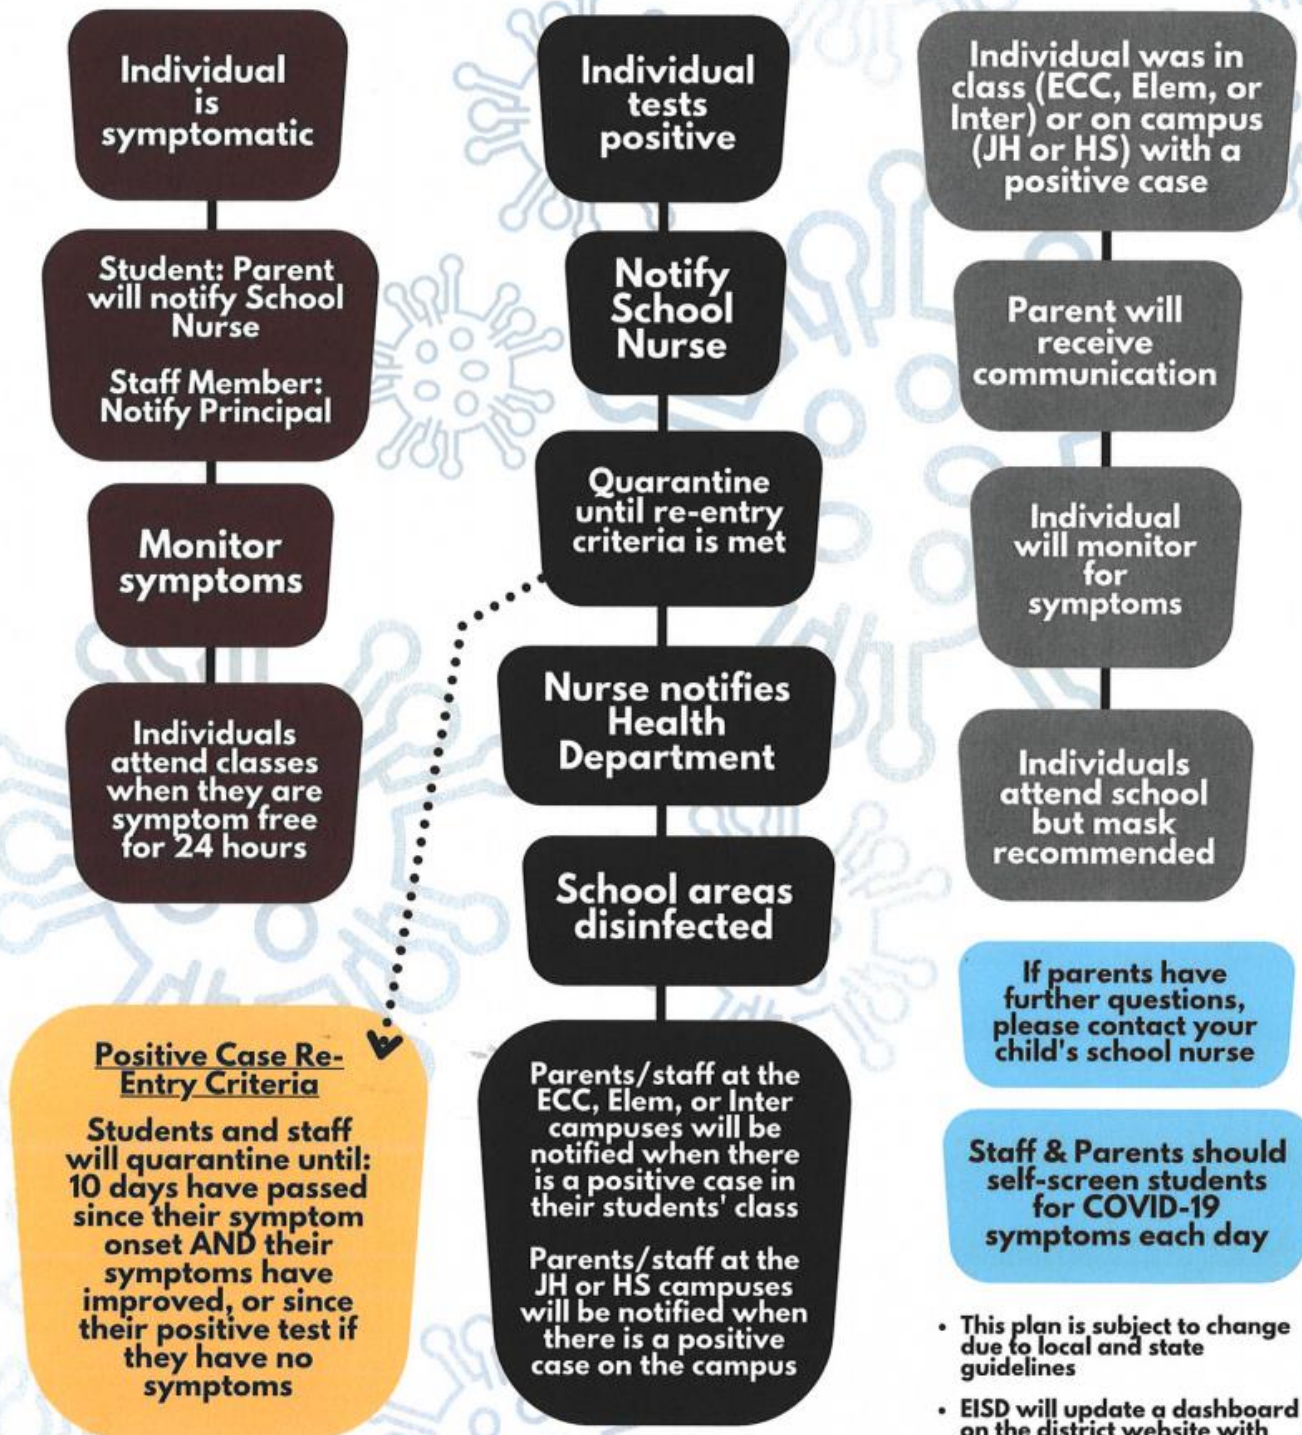 Individual
is
symptomatic
Student: Parent
will notify School
Nurse
Staff Member:
Notify Principal
Monitor
symptoms
Individuals
attend classes
when they are
symptom free
for 24 hours
Positive Case Re-
Entry Criteria
Students and staff
will quarantine until:
10 days have passed
since their symptom
onset AND their
symptoms have
improved, or since
their positive test if
they have no
symptoms
Individual
tests
positive
Notify
School
Nurse
Quarantine
until re-entry
criteria is met
Nurse notifies
Health
Department
School areas
disinfected
Parents/staff at the
ECC, Elem, or Inter
campuses will be
notified when there
is a positive case in
their students' class
Parents/staff at the
JH or HS campuses
will be notified when
there is a positive
case on the campus
Individual was in
class (ECC, Elem, or
Inter) or on campus
(JH or HS) with a
positive case
Parent will
receive
communication
Individual
will monitor
for
symptoms
Individuals
attend school
but mask
recommended
If parents have
further questions,
please contact your
child's school nurse
Staff & Parents should
self-screen students
for COVID-19
symptoms each day
• This plan is subject to change
due to local and state
guidelines
• EISD will update a dashboard
on the district website with